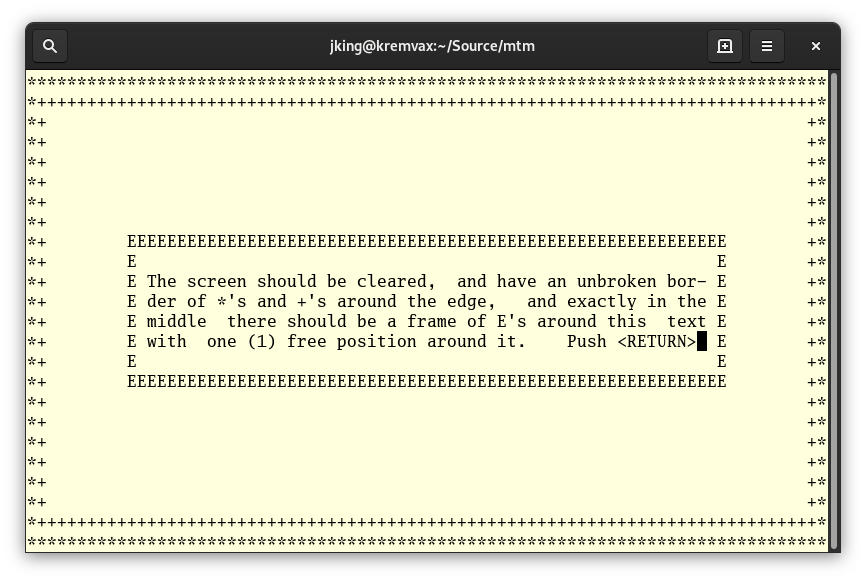 jking@kremvax:~/Source/mtm
********************************************************************************
*++++++++++++++++++++++++++++++++++++++++++++++++++++++++++++++++++++++++++++++*
*+                                                                            +*
*+                                                                            +*
*+                                                                            +*
*+                                                                            +*
*+                                                                            +*
*+                                                                            +*
*+        EEEEEEEEEEEEEEEEEEEEEEEEEEEEEEEEEEEEEEEEEEEEEEEEEEEEEEEEEEEE        +*
*+        E                                                          E        +*
*+        E The screen should be cleared,  and have an unbroken bor- E        +*
*+        E der of *'s and +'s around the edge,   and exactly in the E        +*
*+        E middle  there should be a frame of E's around this  text E        +*
*+        E with  one (1) free position around it.    Push <RETURN>  E        +*
*+        E                                                          E        +*
*+        EEEEEEEEEEEEEEEEEEEEEEEEEEEEEEEEEEEEEEEEEEEEEEEEEEEEEEEEEEEE        +*
*+                                                                            +*
*+                                                                            +*
*+                                                                            +*
*+                                                                            +*
*+                                                                            +*
*+                                                                            +*
*++++++++++++++++++++++++++++++++++++++++++++++++++++++++++++++++++++++++++++++*
********************************************************************************